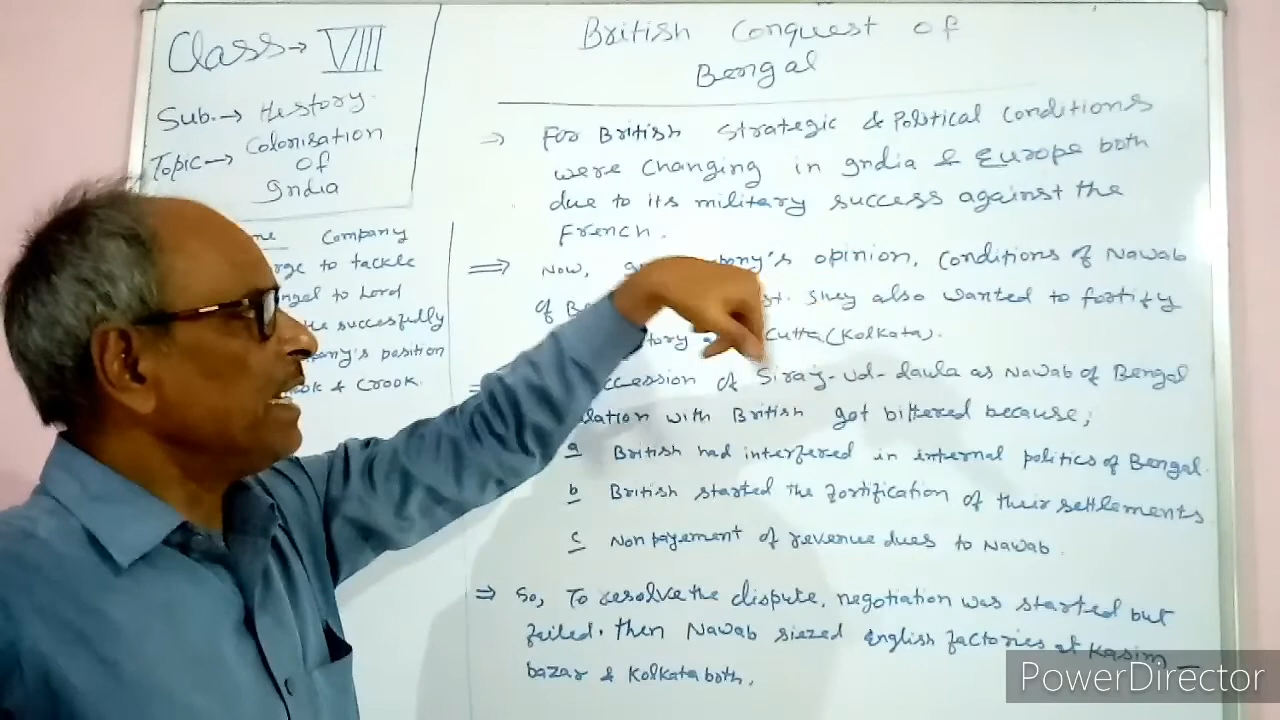 Class → VIII
Sub. → History.
Topic → Colonisation
of
India
Company
to tackle
to Lord
succesfully
position
& Crook.
British Conquest of
Bengal
⇒ For British strategic & Political Conditions
were changing in India & Europe both
due to its military success against the
French.
⇒ Now, opinion, Conditions of Nawab
of They also wanted to fortify
(Kolkata).
of Siraj-ud-daula as Nawab of Bengal
with British got bittered because;
a British had interfered in internal politics of Bengal.
b British started the fortification of their settlements
c Non payement of revenue dues to Nawab.
⇒ So, To resolve the dispute, negotiation was started but
failed. Then Nawab siezed English factories at Kasim-
bazar & Kolkata both.
PowerDirector